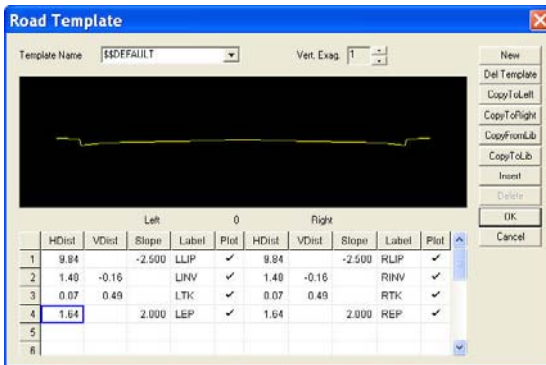 Road Template
Template Name $$DEFAULT Vert. Exag. 1 New
Del Template
CopyToLeft
CopyToRight
CopyFromLib
CopyToLib
Insert
Delete
OK
Cancel
Left 0 Right
HDist VDist Slope Label Plot HDist VDist Slope Label Plot
1 9.84 -2.500 LLIP ✓ 9.84 -2.500 RLIP ✓
2 1.48 -0.16 LINV ✓ 1.48 -0.16 RINV ✓
3 0.07 0.49 LTK ✓ 0.07 0.49 RTK ✓
4 1.64 2.000 LEP ✓ 1.64 2.000 REP ✓
5
6